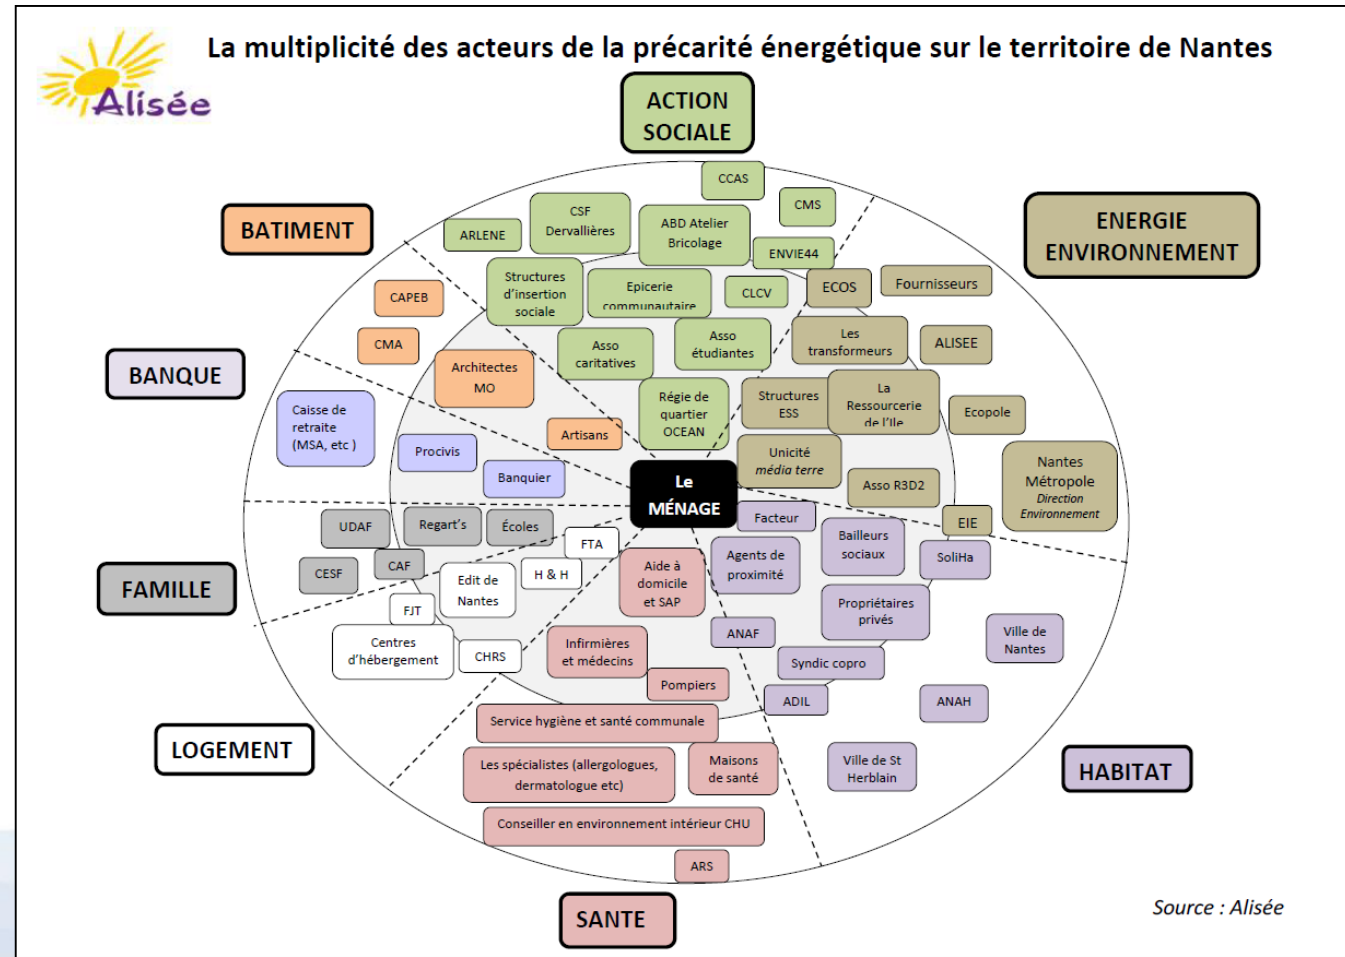 La multiplicité des acteurs de la précarité énergétique sur le territoire de Nantes
Alisée
ACTION
SOCIALE
CCAS
CMS
CSF
Dervallières
ARLENE
ABD Atelier
Bricolage
ENVIE44
Structures
d'insertion
sociale
Epicerie
communautaire
CLCV
Asso
caritatives
Asso
étudiantes
Régie de
quartier
OCEAN
ENERGIE
ENVIRONNEMENT
ECOS
Fournisseurs
Les
transformeurs
ALISEE
Structures
ESS
La
Ressourcerie
de l'Ile
Ecopole
Unicité
média terre
Asso R3D2
Nantes
Métropole
Direction
Environnement
EIE
BATIMENT
CAPEB
CMA
Architectes
MO
Artisans
BANQUE
Caisse de
retraite
(MSA, etc )
Procivis
Banquier
Le
MÉNAGE
FAMILLE
UDAF
Regart's
Écoles
CESF
CAF
LOGEMENT
FTA
H & H
Edit de
Nantes
FJT
Centres
d'hébergement
CHRS
SANTE
Aide à
domicile
et SAP
Infirmières
et médecins
Pompiers
Service hygiène et santé communale
Les spécialistes (allergologues,
dermatologue etc)
Maisons
de santé
Conseiller en environnement intérieur CHU
ARS
HABITAT
Facteur
Agents de
proximité
Bailleurs
sociaux
SoliHa
Propriétaires
privés
ANAF
Ville de
Nantes
Syndic copro
ADIL
ANAH
Ville de St
Herblain
Source : Alisée